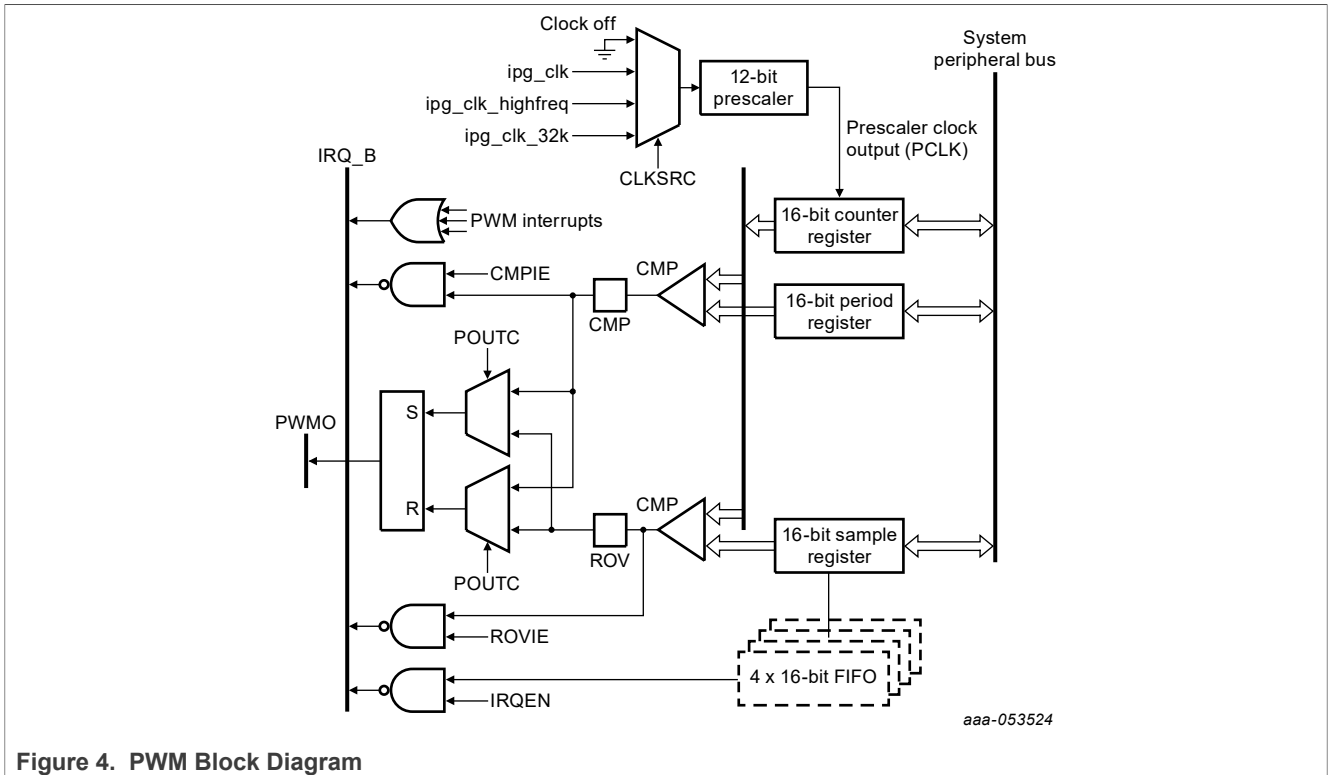 Clock off
ipg_clk
ipg_clk_highfreq
ipg_clk_32k
CLKSRC
12-bit
prescaler
Prescaler clock
output (PCLK)
System
peripheral bus
IRQ_B
PWM interrupts
16-bit counter
register
CMPIE
CMP
CMP
16-bit period
register
POUTC
S
PWMO
R
POUTC
CMP
ROV
16-bit sample
register
ROVIE
4 x 16-bit FIFO
IRQEN
aaa-053524
Figure 4. PWM Block Diagram